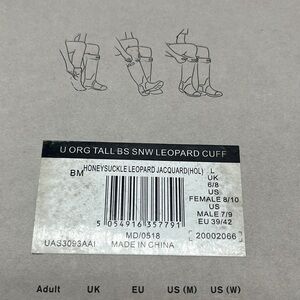 U ORG TALL BS SNW LEOPARD CUFF
BM
HONEYSUCKLE LEOPARD JACQUARD(HOL)
L
UK
6/8
US
FEMALE 8/10
US
MALE 7/9
EU 39/42
5 054916 357791
MD/0518
20002066
UAS3093AAI
MADE IN CHINA
Adult UK EU US (M) US (W)